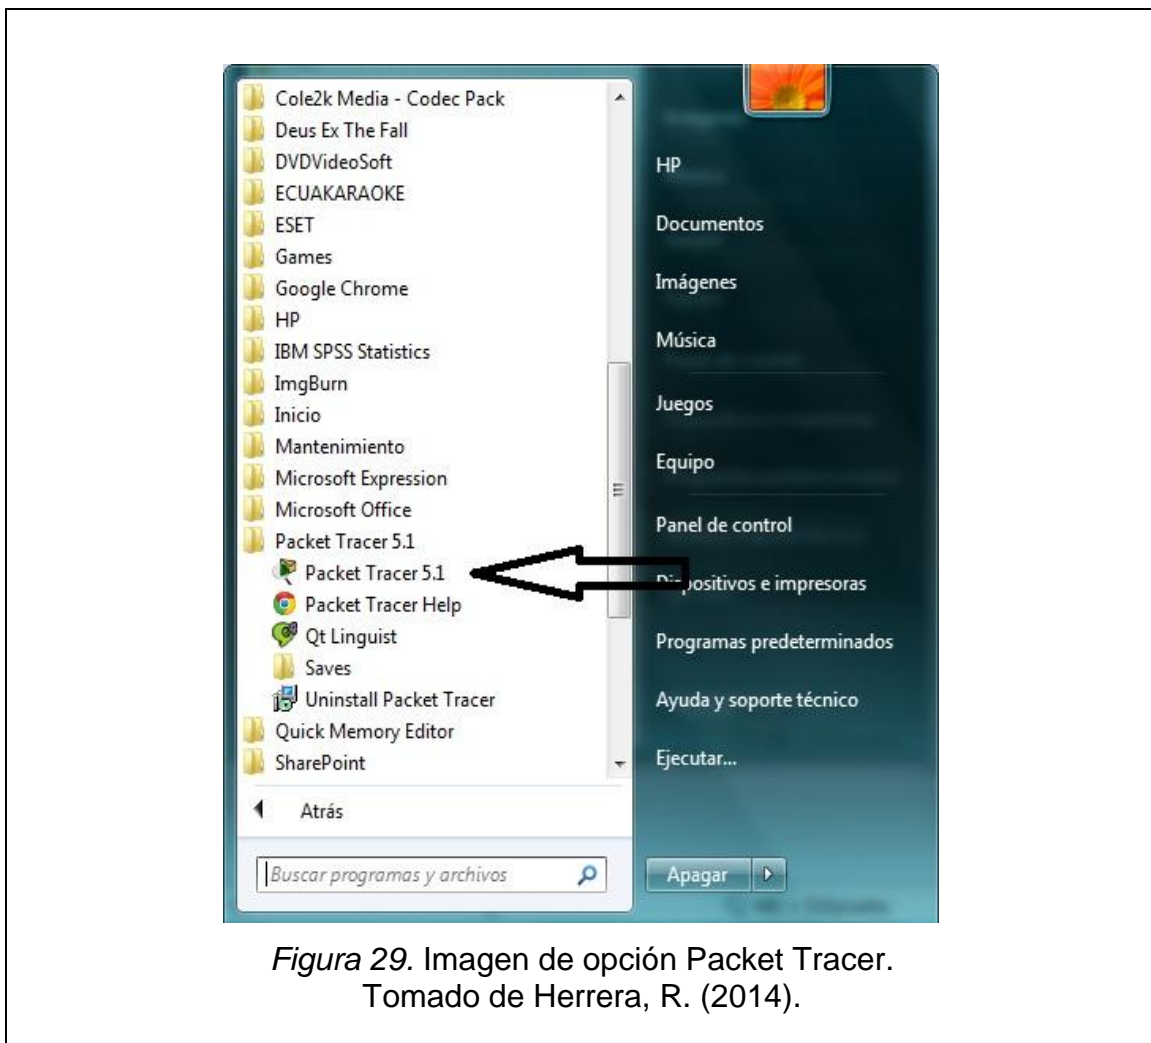 Cole2k Media - Codec Pack
Deus Ex The Fall
DVDVideoSoft
ECUAKARAOKE
ESET
Games
Google Chrome
HP
IBM SPSS Statistics
ImgBurn
Inicio
Mantenimiento
Microsoft Expression
Microsoft Office
Packet Tracer 5.1
Packet Tracer 5.1
Packet Tracer Help
Qt Linguist
Saves
Uninstall Packet Tracer
Quick Memory Editor
SharePoint
Atrás
Buscar programas y archivos
HP
Documentos
Imágenes
Música
Juegos
Equipo
Panel de control
Dispositivos e impresoras
Programas predeterminados
Ayuda y soporte técnico
Ejecutar...
Apagar
Figura 29. Imagen de opción Packet Tracer.
Tomado de Herrera, R. (2014).